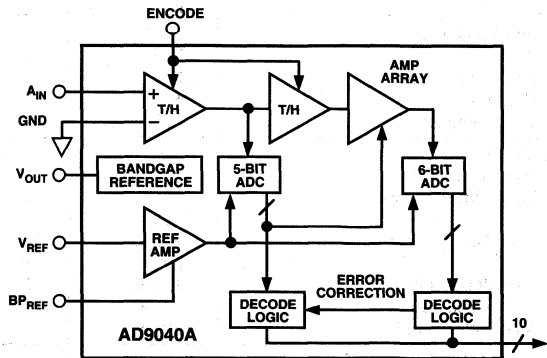 ENCODE
AMP
ARRAY
AIN
+
T/H
−
T/H
GND
VOUT
BANDGAP
REFERENCE
5-BIT
ADC
6-BIT
ADC
VREF
REF
AMP
BPREF
ERROR
CORRECTION
DECODE
LOGIC
DECODE
LOGIC
10
AD9040A